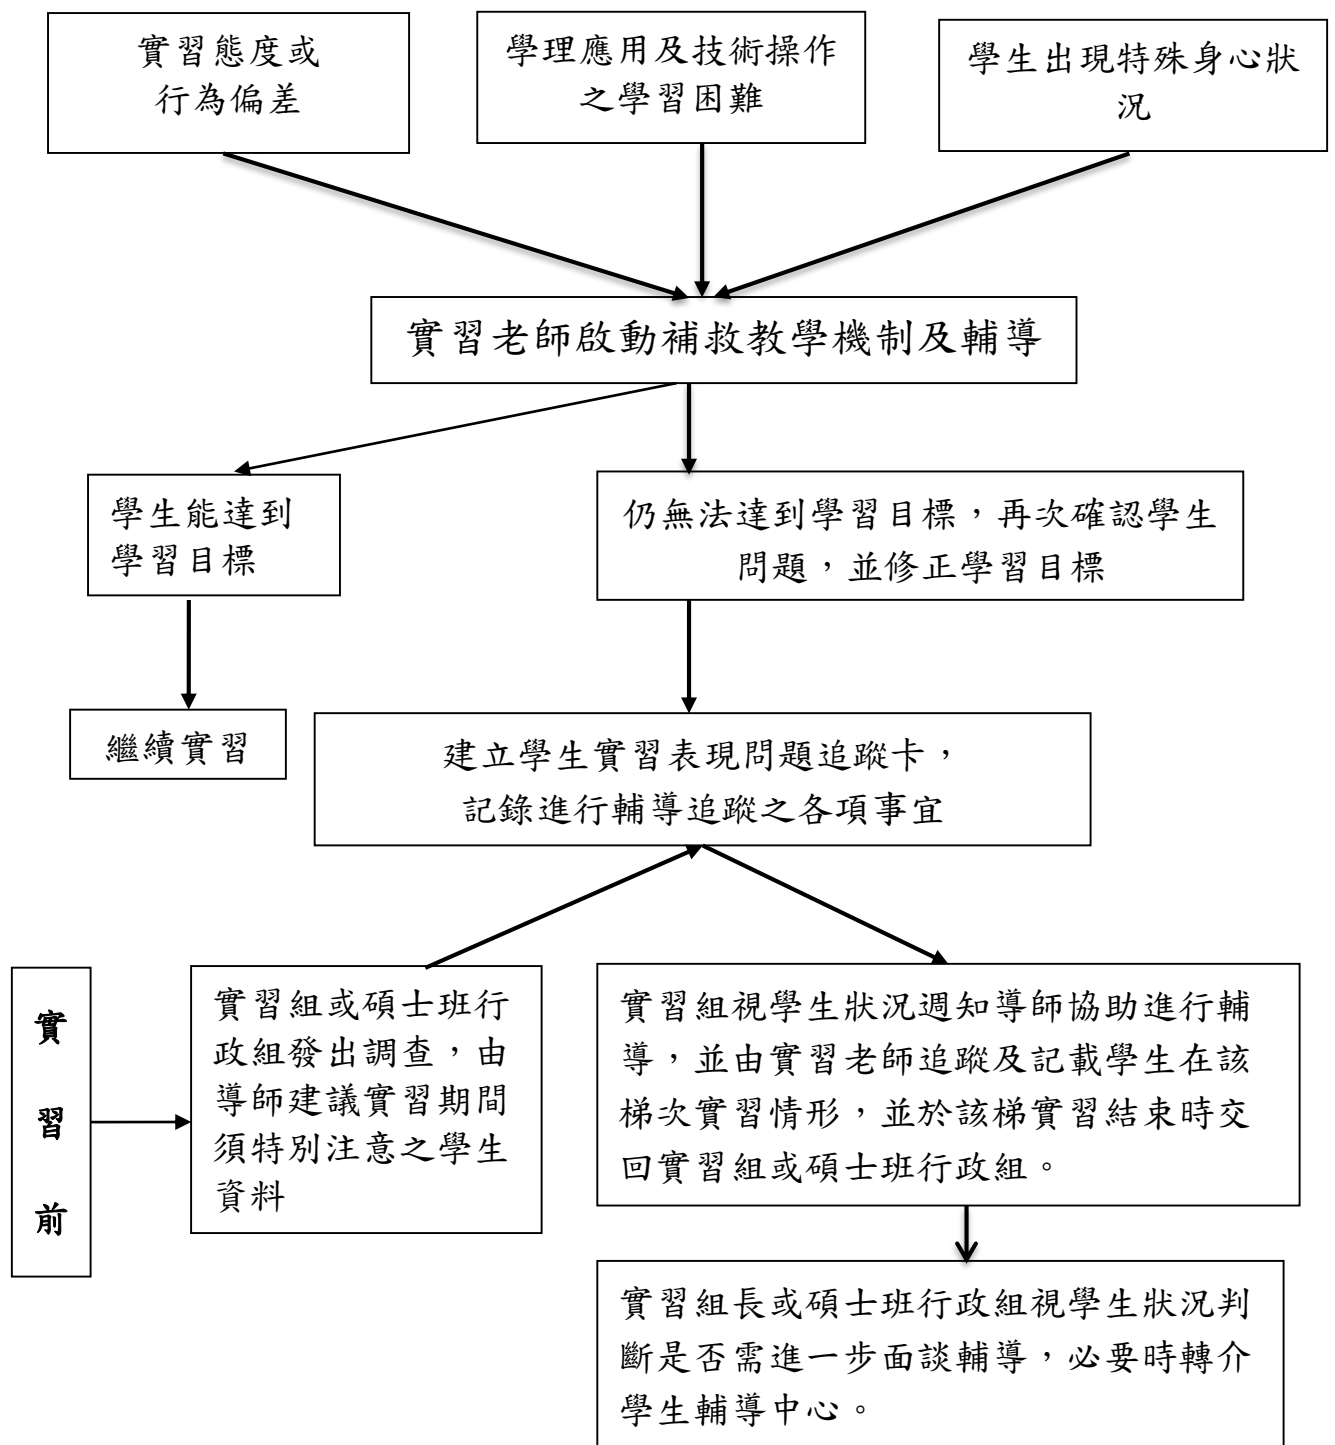 實習態度或
行為偏差
學理應用及技術操作
之學習困難
學生出現特殊身心狀
況
實習老師啟動補救教學機制及輔導
學生能達到
學習目標
仍無法達到學習目標，再次確認學生
問題，並修正學習目標
繼續實習
建立學生實習表現問題追蹤卡，
記錄進行輔導追蹤之各項事宜
實
習
前
實習組或碩士班行
政組發出調查，由
導師建議實習期間
須特別注意之學生
資料
實習組視學生狀況週知導師協助進行輔
導，並由實習老師追蹤及記載學生在該
梯次實習情形，並於該梯實習結束時交
回實習組或碩士班行政組。
實習組長或碩士班行政組視學生狀況判
斷是否需進一步面談輔導，必要時轉介
學生輔導中心。